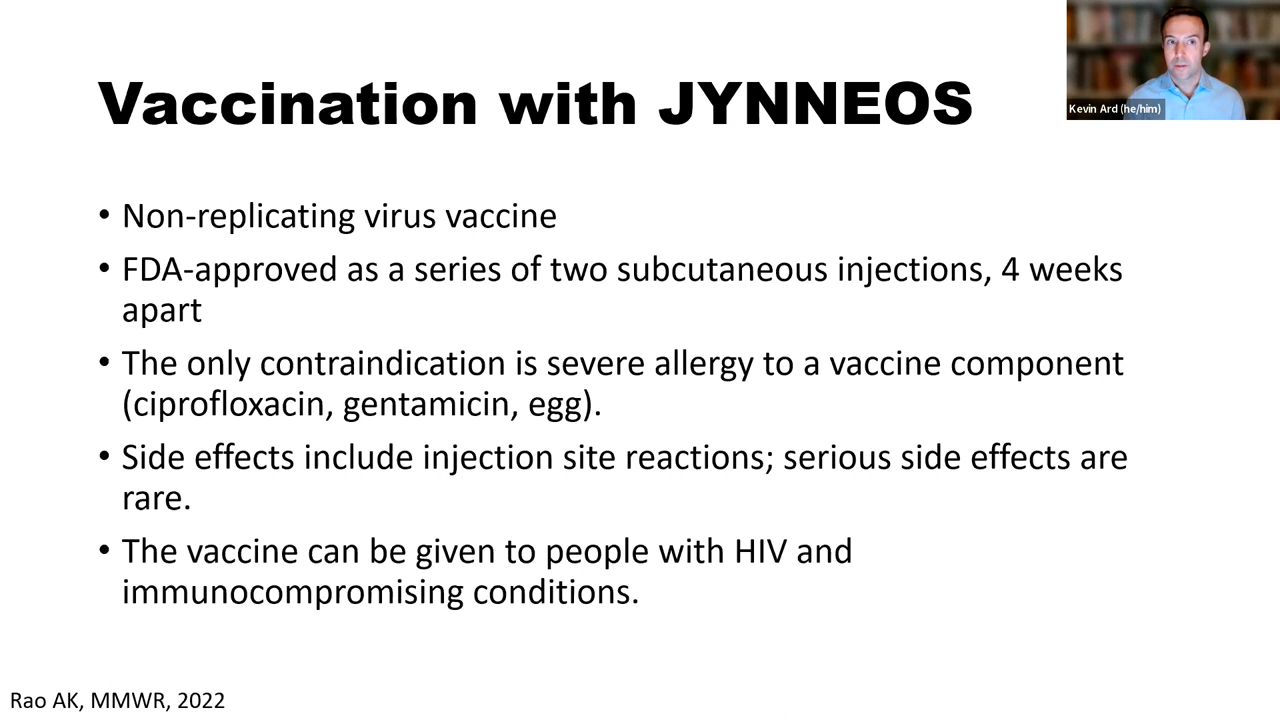 Vaccination with JYNNEOS
Kevin Ard (he/him)
• Non-replicating virus vaccine
• FDA-approved as a series of two subcutaneous injections, 4 weeks
apart
• The only contraindication is severe allergy to a vaccine component
(ciprofloxacin, gentamicin, egg).
• Side effects include injection site reactions; serious side effects are
rare.
• The vaccine can be given to people with HIV and
immunocompromising conditions.
Rao AK, MMWR, 2022